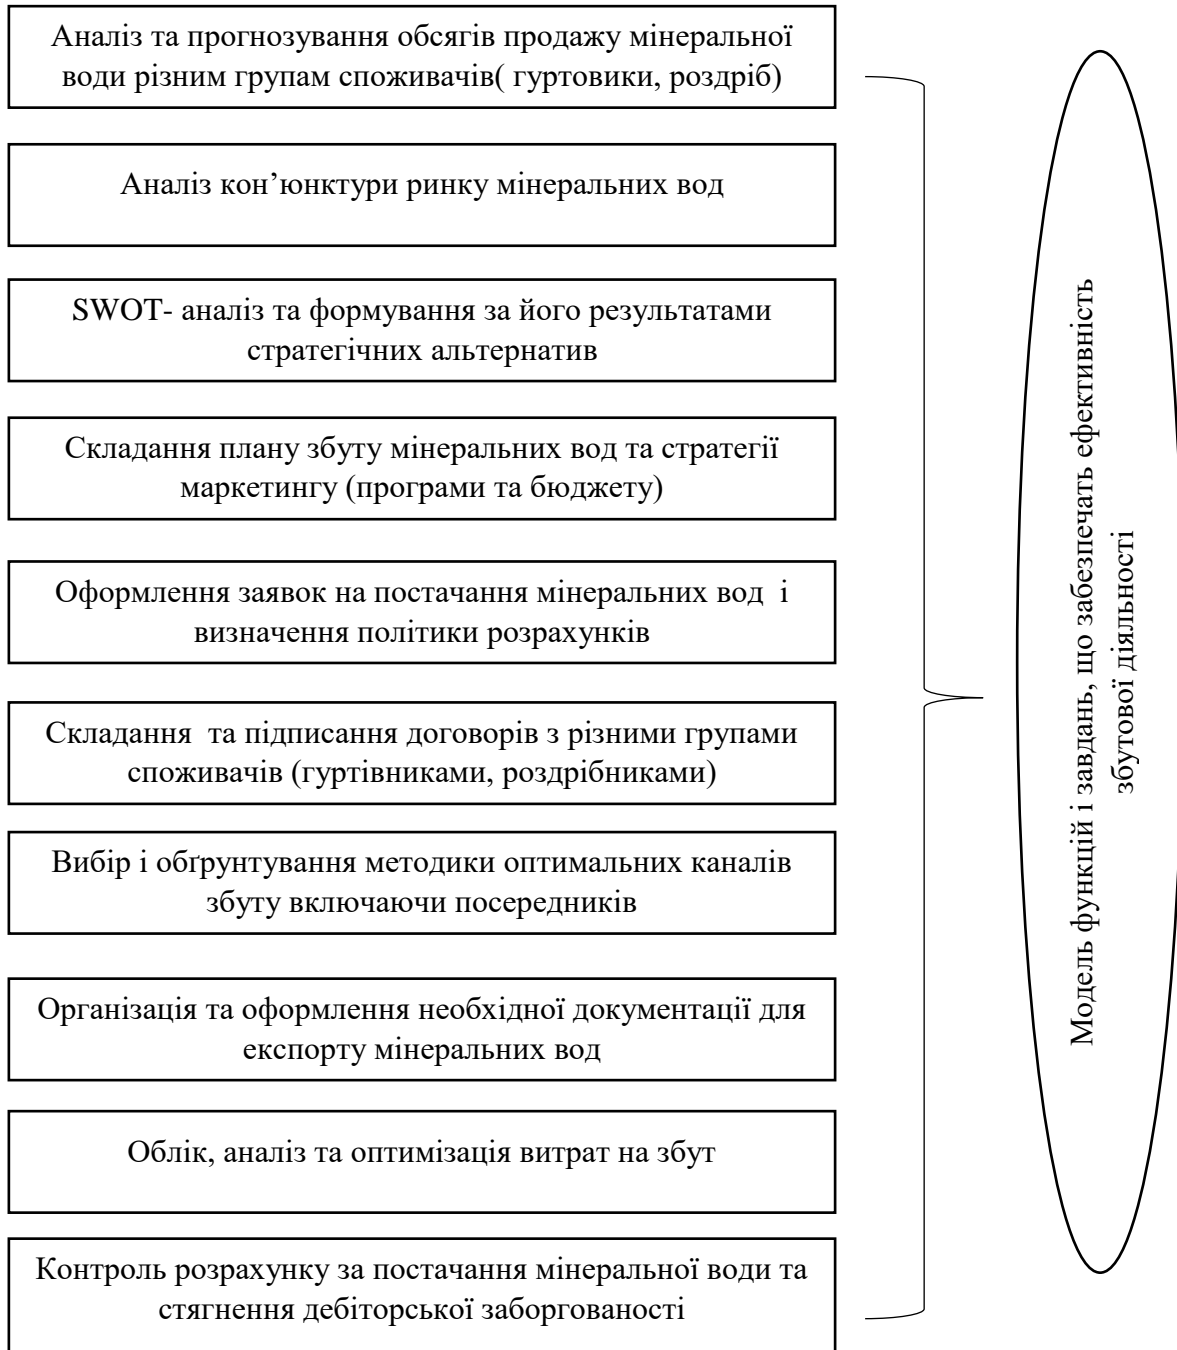 Аналіз та прогнозування обсягів продажу мінеральної
води різним групам споживачів( гуртовики, роздріб)
Аналіз кон’юнктури ринку мінеральних вод
SWOT- аналіз та формування за його результатами
стратегічних альтернатив
Складання плану збуту мінеральних вод та стратегії
маркетингу (програми та бюджету)
Оформлення заявок на постачання мінеральних вод  і
визначення політики розрахунків
Складання  та підписання договорів з різними групами
споживачів (гуртівниками, роздрібниками)
Вибір і обґрунтування методики оптимальних каналів
збуту включаючи посередників
Організація та оформлення необхідної документації для
експорту мінеральних вод
Облік, аналіз та оптимізація витрат на збут
Контроль розрахунку за постачання мінеральної води та
стягнення дебіторської заборгованості
Модель функцій і завдань, що забезпечать ефективність
збутової діяльності